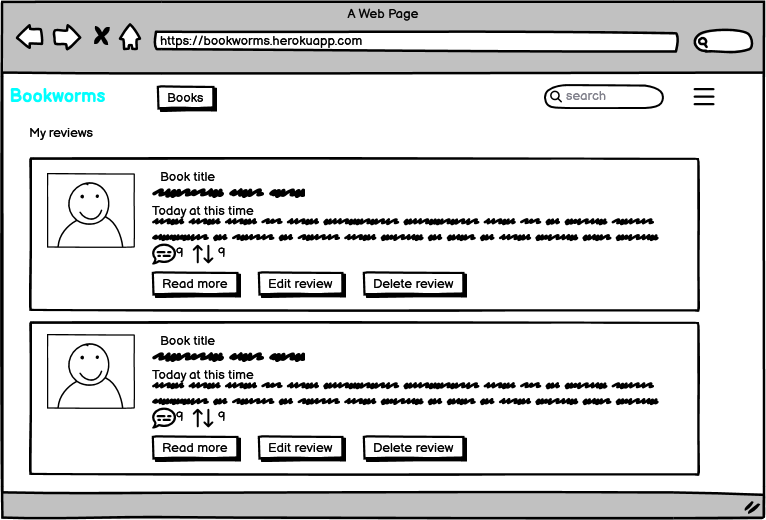 A Web Page
https://bookworms.herokuapp.com
Bookworms
Books
search
My reviews
Book title
Today at this time
9 9
Read more Edit review Delete review
Book title
Today at this time
9 9
Read more Edit review Delete review